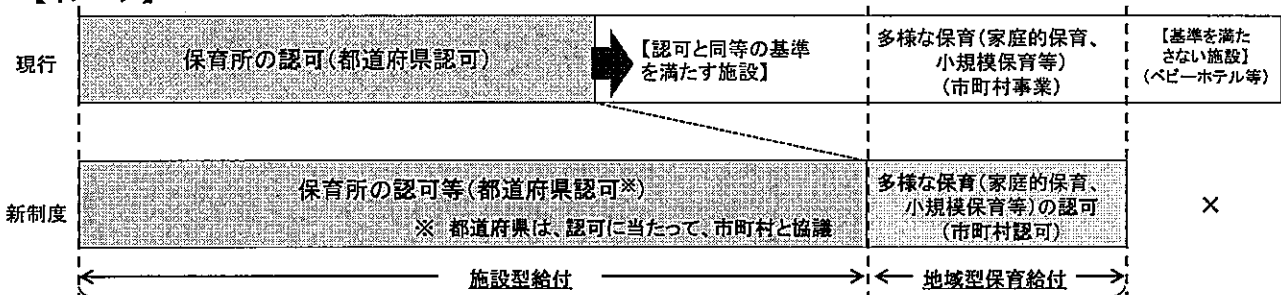 現行
保育所の認可(都道府県認可)
【認可と同等の基準
を満たす施設】
多様な保育(家庭的保育、
小規模保育等)
(市町村事業)
【基準を満た
さない施設】
(ベビーホテル等)
新制度
保育所の認可等(都道府県認可※)
※ 都道府県は、認可に当たって、市町村と協議
多様な保育(家庭的保育、
小規模保育等)の認可
(市町村認可)
×
施設型給付
地域型保育給付